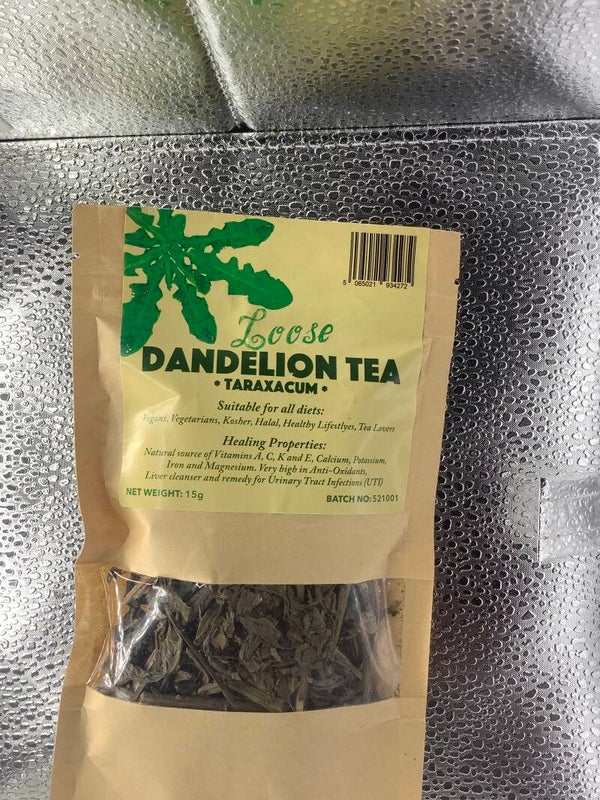 5 065021 934272
Loose
DANDELION TEA
• TARAXACUM •
Suitable for all diets:
Vegans, Vegetarians, Kosher, Halal, Healthy Lifestlyes, Tea Lovers
Healing Properties:
Natural source of Vitamins A, C, K and E, Calcium, Potassium,
Iron and Magnesium. Very high in Anti-Oxidants,
Liver cleanser and remedy for Urinary Tract Infections (UTI)
NET WEIGHT: 15g
BATCH NO:521001